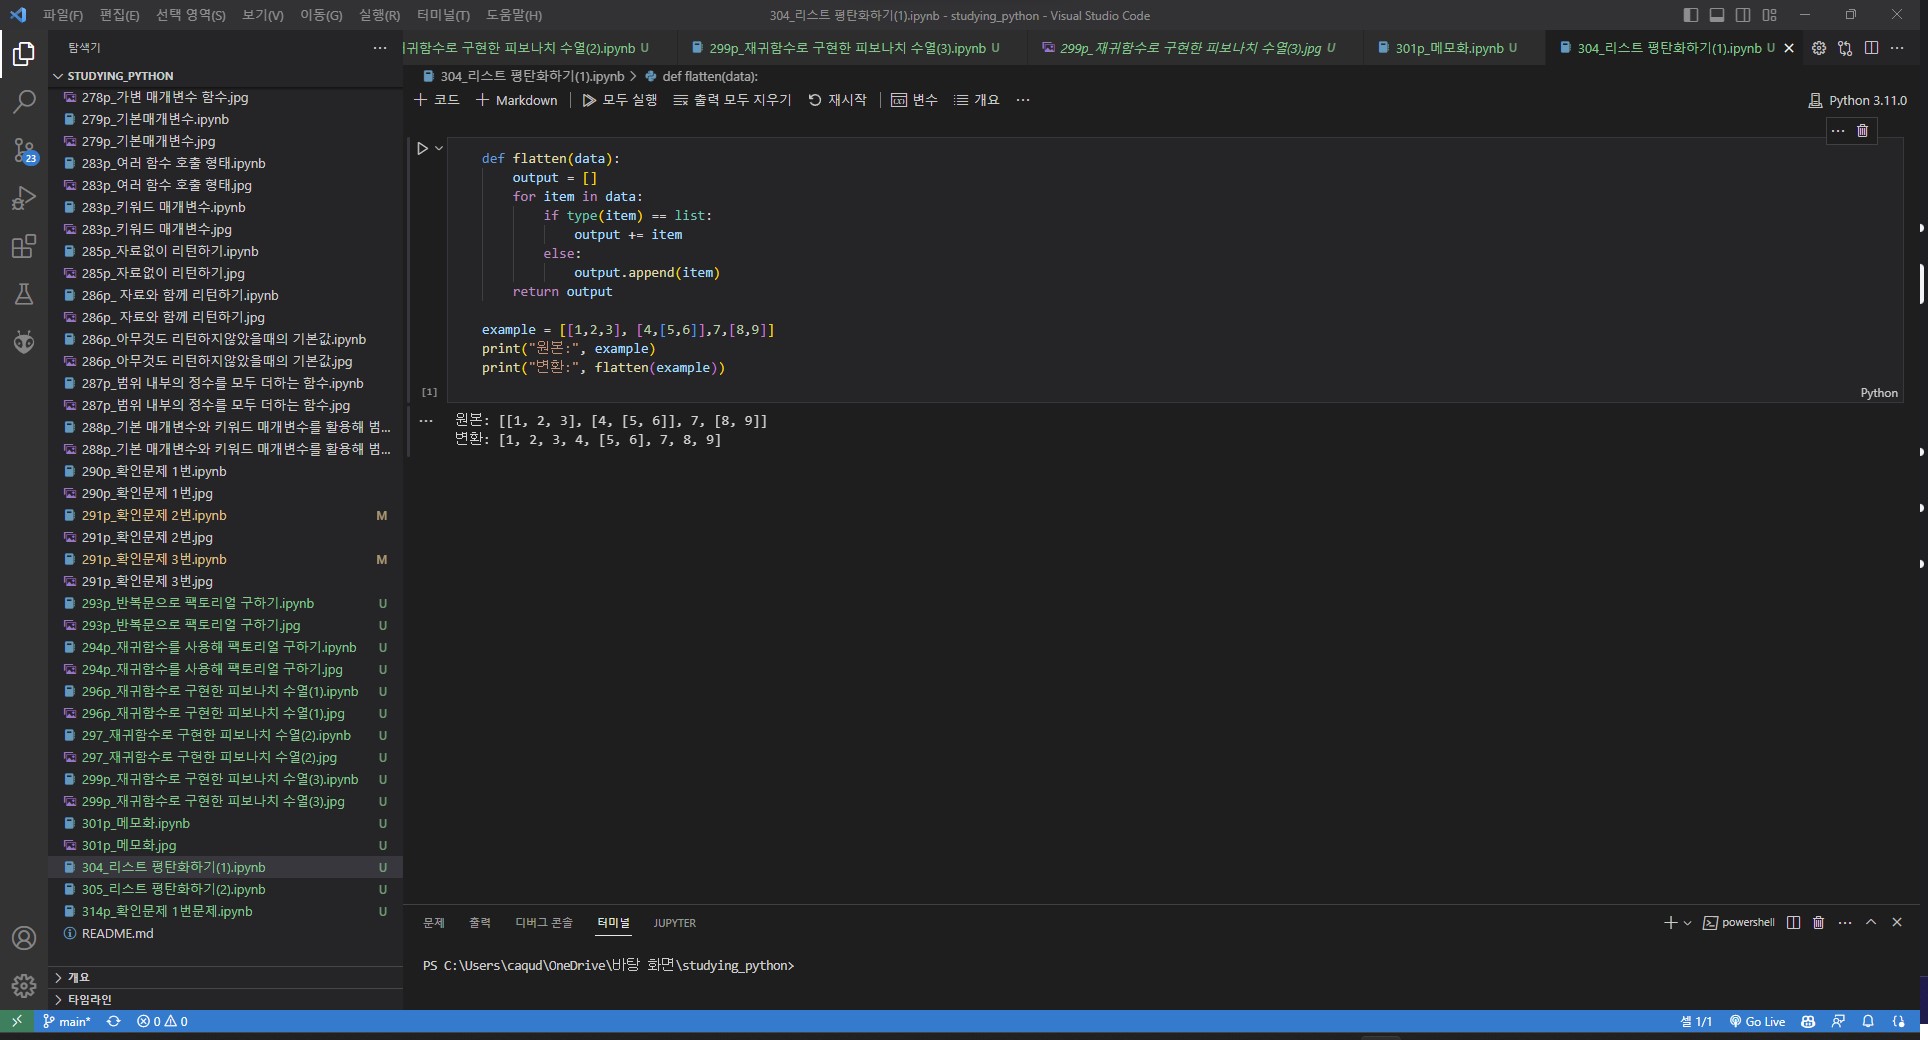 파일(F) 편집(E) 선택 영역(S) 보기(V) 이동(G) 실행(R) 터미널(T) 도움말(H)
304_리스트 평탄화하기(1).ipynb - studying_python - Visual Studio Code
탐색기
귀함수로 구현한 피보나치 수열(2).ipynb U
299p_재귀함수로 구현한 피보나치 수열(3).ipynb U
299p_재귀함수로 구현한 피보나치 수열(3).jpg U
301p_메모화.ipynb U
304_리스트 평탄화하기(1).ipynb U
STUDYING_PYTHON
278p_가변 매개변수 함수.jpg
279p_기본매개변수.ipynb
279p_기본매개변수.jpg
283p_여러 함수 호출 형태.ipynb
283p_여러 함수 호출 형태.jpg
283p_키워드 매개변수.ipynb
283p_키워드 매개변수.jpg
285p_자료없이 리턴하기.ipynb
285p_자료없이 리턴하기.jpg
286p_ 자료와 함께 리턴하기.ipynb
286p_ 자료와 함께 리턴하기.jpg
286p_아무것도 리턴하지않았을때의 기본값.ipynb
286p_아무것도 리턴하지않았을때의 기본값.jpg
287p_범위 내부의 정수를 모두 더하는 함수.ipynb
287p_범위 내부의 정수를 모두 더하는 함수.jpg
288p_기본 매개변수와 키워드 매개변수를 활용해 범...
288p_기본 매개변수와 키워드 매개변수를 활용해 범...
290p_확인문제 1번.ipynb
290p_확인문제 1번.jpg
291p_확인문제 2번.ipynb M
291p_확인문제 2번.jpg
291p_확인문제 3번.ipynb M
291p_확인문제 3번.jpg
293p_반복문으로 팩토리얼 구하기.ipynb U
293p_반복문으로 팩토리얼 구하기.jpg U
294p_재귀함수를 사용해 팩토리얼 구하기.ipynb U
294p_재귀함수를 사용해 팩토리얼 구하기.jpg U
296p_재귀함수로 구현한 피보나치 수열(1).ipynb U
296p_재귀함수로 구현한 피보나치 수열(1).jpg U
297_재귀함수로 구현한 피보나치 수열(2).ipynb U
297_재귀함수로 구현한 피보나치 수열(2).jpg U
299p_재귀함수로 구현한 피보나치 수열(3).ipynb U
299p_재귀함수로 구현한 피보나치 수열(3).jpg U
301p_메모화.ipynb U
301p_메모화.jpg U
304_리스트 평탄화하기(1).ipynb U
305_리스트 평탄화하기(2).ipynb U
314p_확인문제 1번문제.ipynb U
README.md
개요
타임라인
23
304_리스트 평탄화하기(1).ipynb > def flatten(data):
코드 Markdown 모두 실행 출력 모두 지우기 재시작 변수 개요 ... Python 3.11.0
def flatten(data):
output = []
for item in data:
if type(item) == list:
output += item
else:
output.append(item)
return output
example = [[1,2,3], [4,[5,6]],7,[8,9]]
print("원본:", example)
print("변환:", flatten(example))
[1] Python
원본: [[1, 2, 3], [4, [5, 6]], 7, [8, 9]]
변환: [1, 2, 3, 4, [5, 6], 7, 8, 9]
문제 출력 디버그 콘솔 터미널 JUPYTER powershell
PS C:\Users\caqud\OneDrive\바탕 화면\studying_python>
main* 0 0 셀 1/1 Go Live